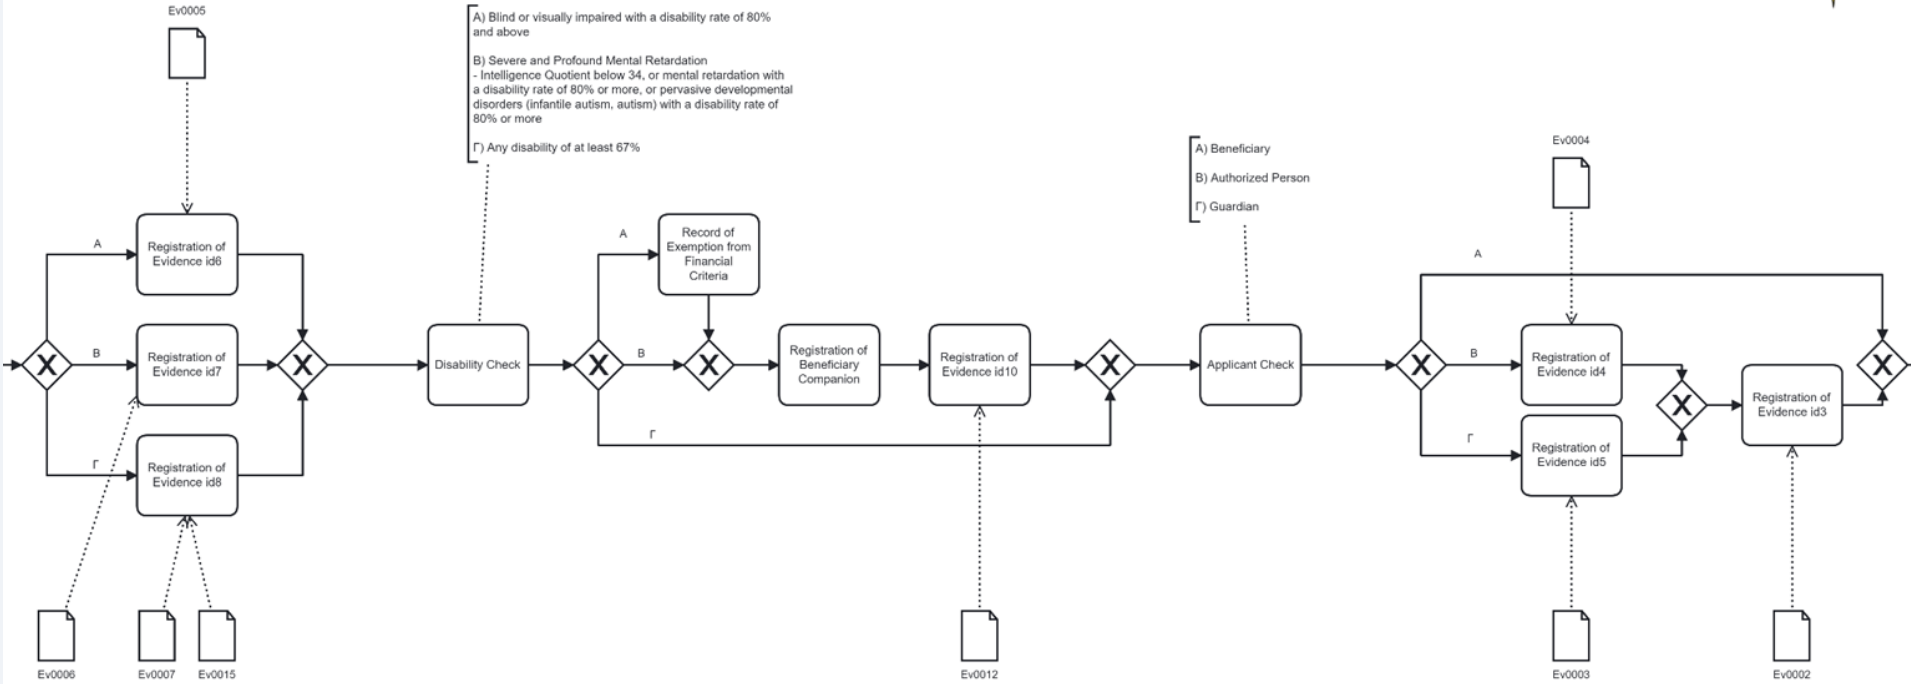 Ev0005
A) Blind or visually impaired with a disability rate of 80%
and above
B) Severe and Profound Mental Retardation
- Intelligence Quotient below 34, or mental retardation with
a disability rate of 80% or more, or pervasive developmental
disorders (infantile autism, autism) with a disability rate of
80% or more
Γ) Any disability of at least 67%
A) Beneficiary
B) Authorized Person
Γ) Guardian
Ev0004
A
Registration of
Evidence id6
A
Record of
Exemption from
Financial
Criteria
A
X
B
Registration of
Evidence id7
X
Disability Check
X
B
X
Registration of
Beneficiary
Companion
Registration of
Evidence id10
X
Applicant Check
X
B
Registration of
Evidence id4
X
Registration of
Evidence id3
X
Γ
Registration of
Evidence id8
Γ
Γ
Registration of
Evidence id5
Ev0006
Ev0007
Ev0015
Ev0012
Ev0003
Ev0002